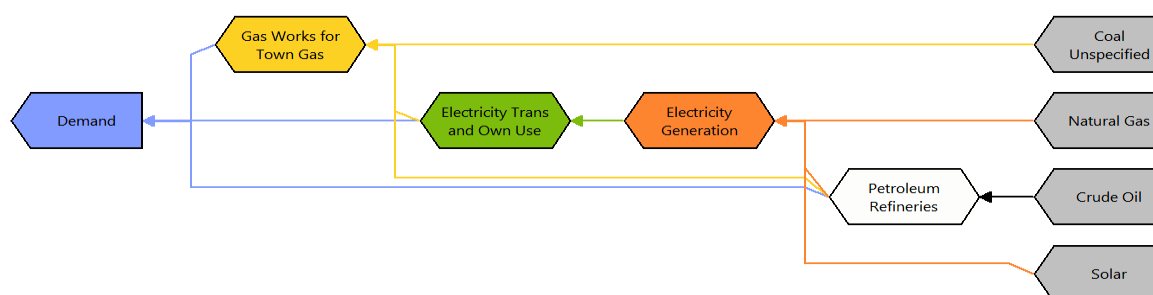 Gas Works for
Town Gas
Coal
Unspecified
Demand
Electricity Trans
and Own Use
Electricity
Generation
Natural Gas
Petroleum
Refineries
Crude Oil
Solar